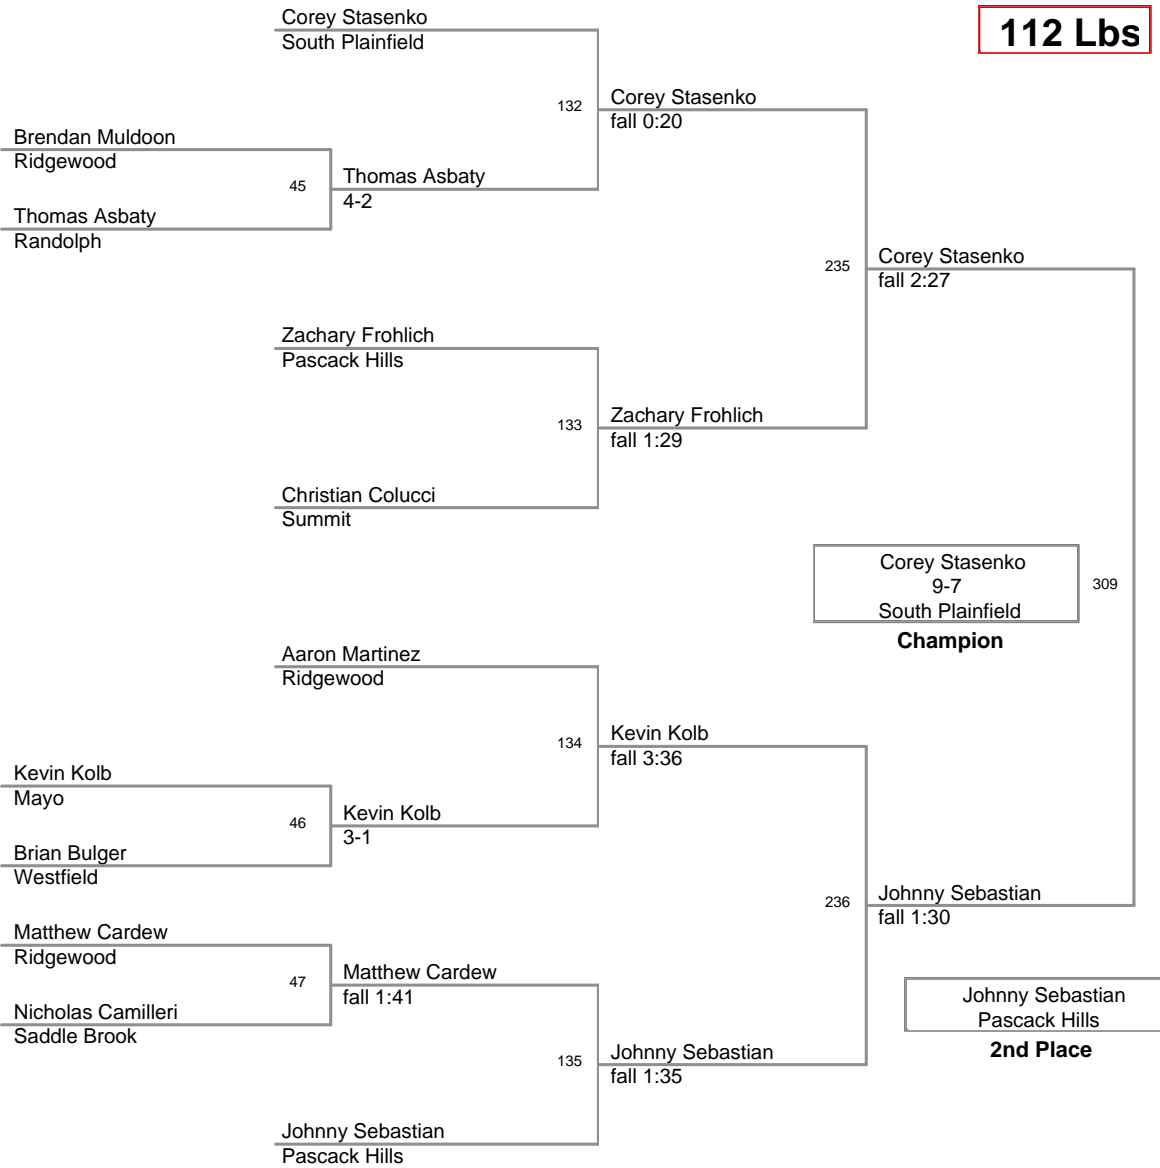 Corey Stasenko
South Plainfield
112 Lbs
132
Corey Stasenko
fall 0:20
Brendan Muldoon
Ridgewood
45
Thomas Asbaty
4-2
Thomas Asbaty
Randolph
235
Corey Stasenko
fall 2:27
Zachary Frohlich
Pascack Hills
133
Zachary Frohlich
fall 1:29
Christian Colucci
Summit
Corey Stasenko
9-7
South Plainfield
309
Champion
Aaron Martinez
Ridgewood
134
Kevin Kolb
fall 3:36
Kevin Kolb
Mayo
46
Kevin Kolb
3-1
Brian Bulger
Westfield
236
Johnny Sebastian
fall 1:30
Matthew Cardew
Ridgewood
47
Matthew Cardew
fall 1:41
Nicholas Camilleri
Saddle Brook
Johnny Sebastian
Pascack Hills
2nd Place
135
Johnny Sebastian
fall 1:35
Johnny Sebastian
Pascack Hills